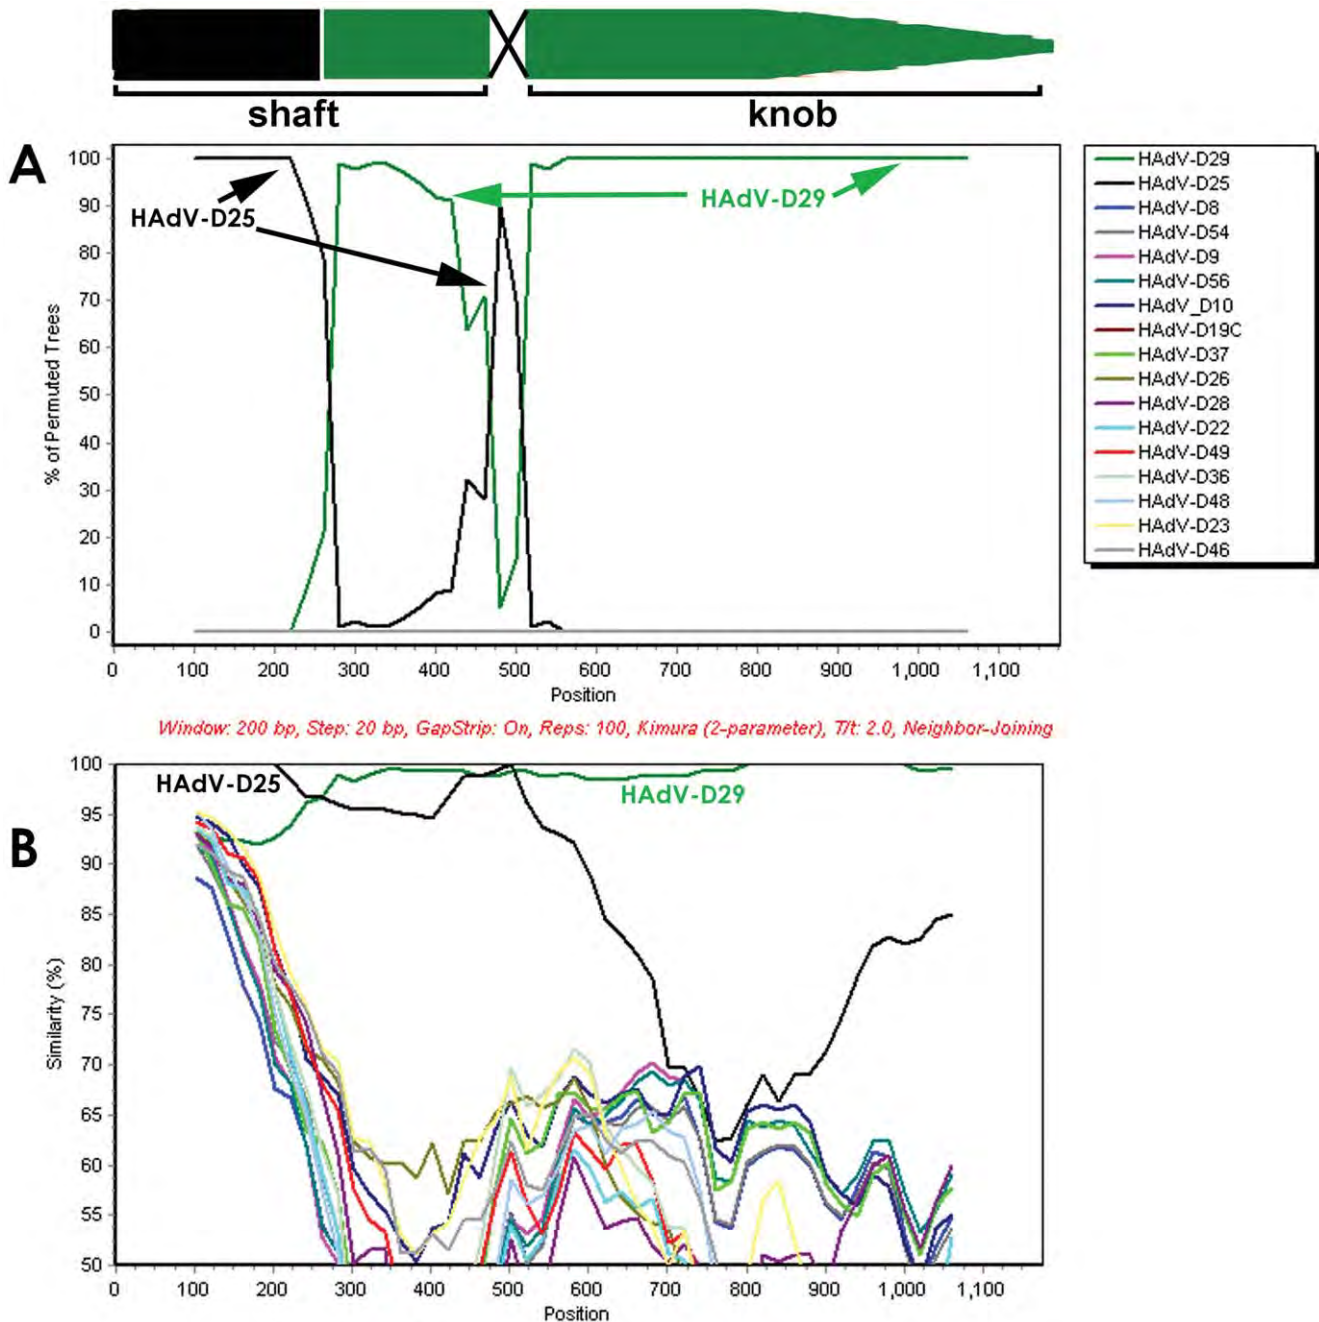 shaft
knob
A
100
90
80
70
60
50
40
30
20
10
0
% of Permuted Trees
HAdV-D25
HAdV-D29
0 100 200 300 400 500 600 700 800 900 1,000 1,100
Position
HAdV-D29
HAdV-D25
HAdV-D8
HAdV-D54
HAdV-D9
HAdV-D56
HAdV_D10
HAdV-D19C
HAdV-D37
HAdV-D26
HAdV-D28
HAdV-D22
HAdV-D49
HAdV-D36
HAdV-D48
HAdV-D23
HAdV-D46
Window: 200 bp, Step: 20 bp, GapStrip: On, Reps: 100, Kimura (2-parameter), T/t: 2.0, Neighbor-Joining
B
100
95
90
85
80
75
70
65
60
55
50
Similarity (%)
HAdV-D25
HAdV-D29
0 100 200 300 400 500 600 700 800 900 1,000 1,100
Position